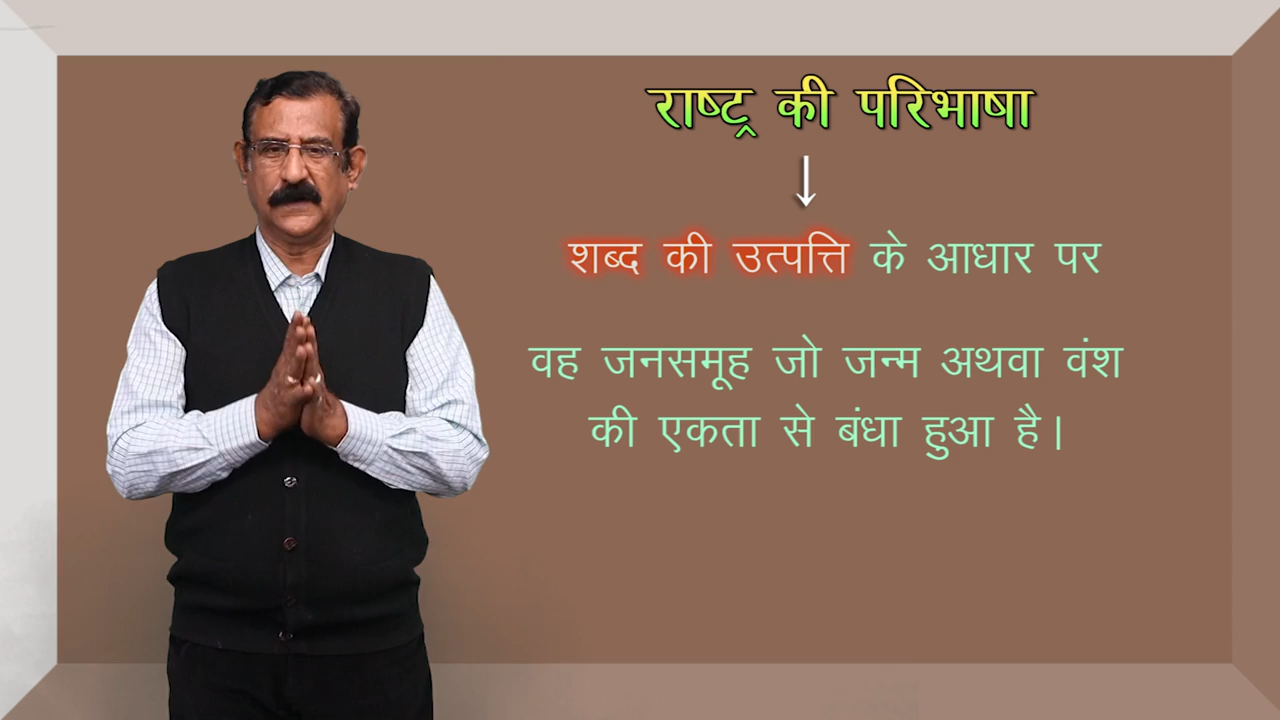 राष्ट्र की परिभाषा
↓
शब्द की उत्पत्ति के आधार पर
वह जनसमूह जो जन्म अथवा वंश
की एकता से बंधा हुआ है।